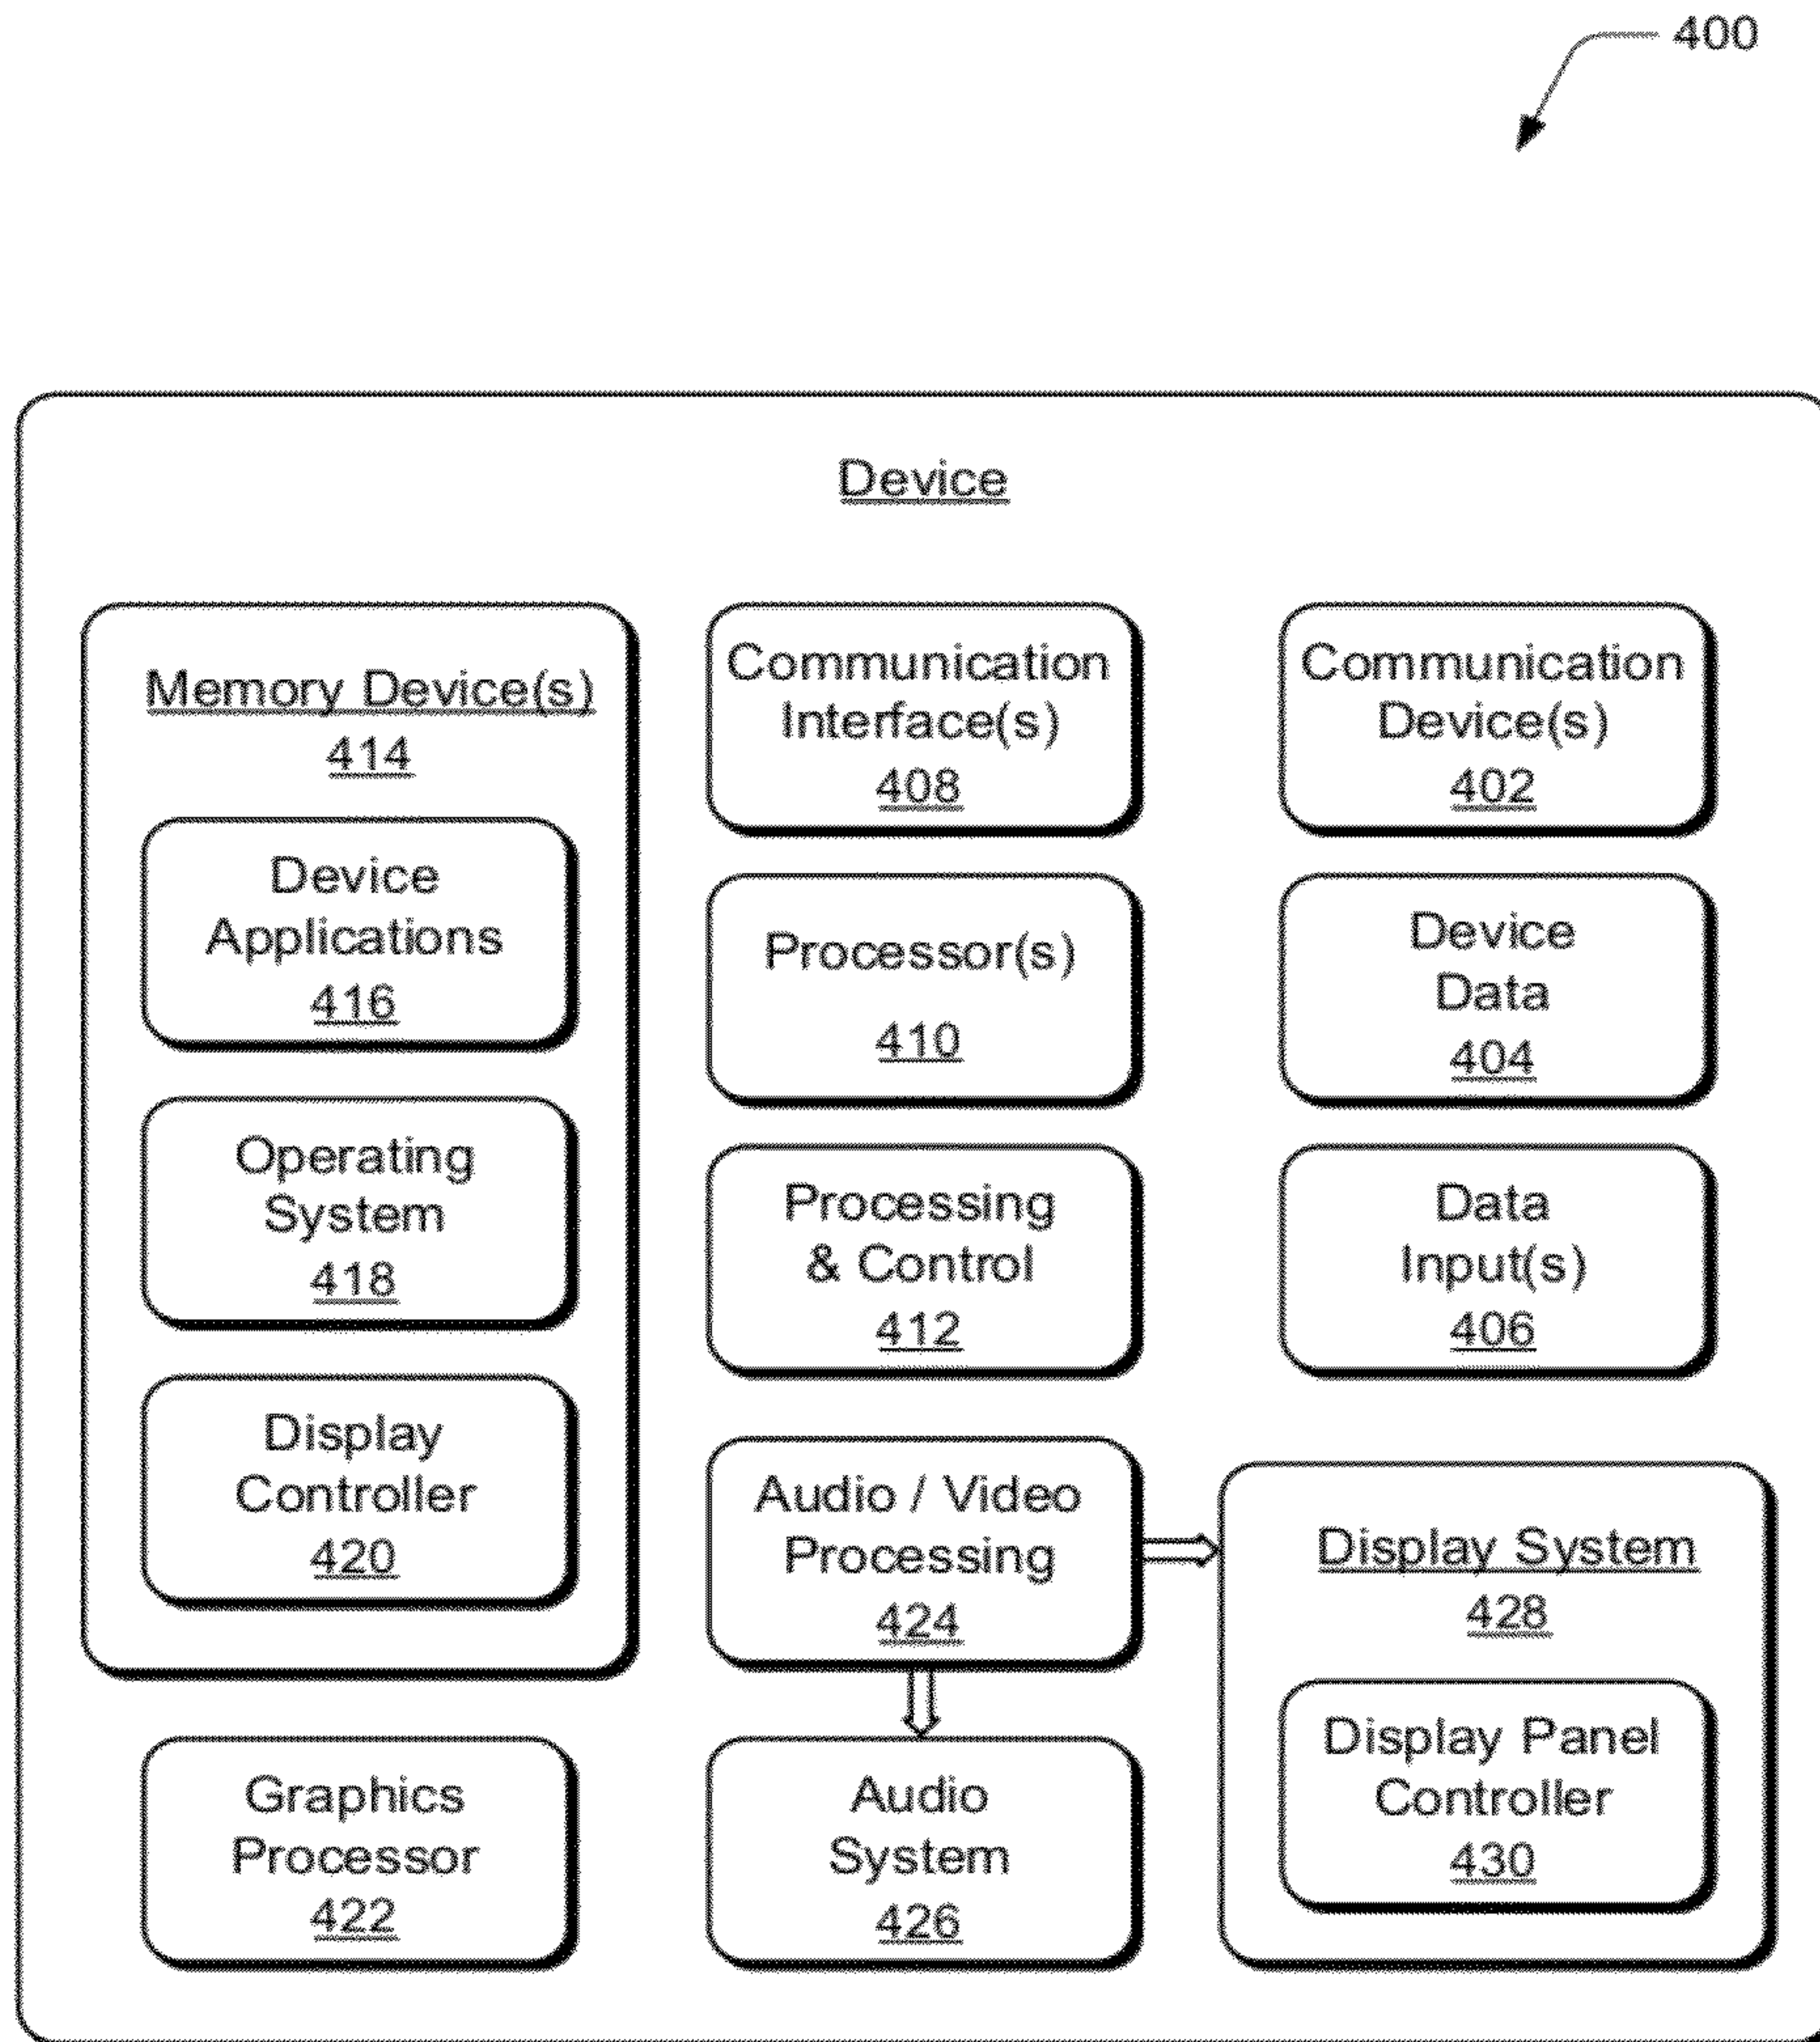 400
Device
Memory Device(s)
414
Device
Applications
416
Operating
System
418
Display
Controller
420
Graphics
Processor
422
Communication
Interface(s)
408
Processor(s)
410
Processing
& Control
412
Audio / Video
Processing
424
Audio
System
426
Communication
Device(s)
402
Device
Data
404
Data
Input(s)
406
Display System
428
Display Panel
Controller
430